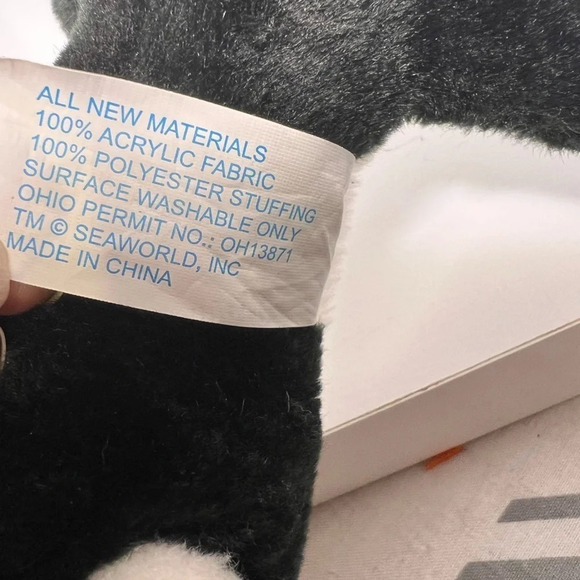 ALL NEW MATERIALS
100% ACRYLIC FABRIC
100% POLYESTER STUFFING
SURFACE WASHABLE ONLY
OHIO PERMIT NO.: OH13871
TM © SEAWORLD, INC
MADE IN CHINA